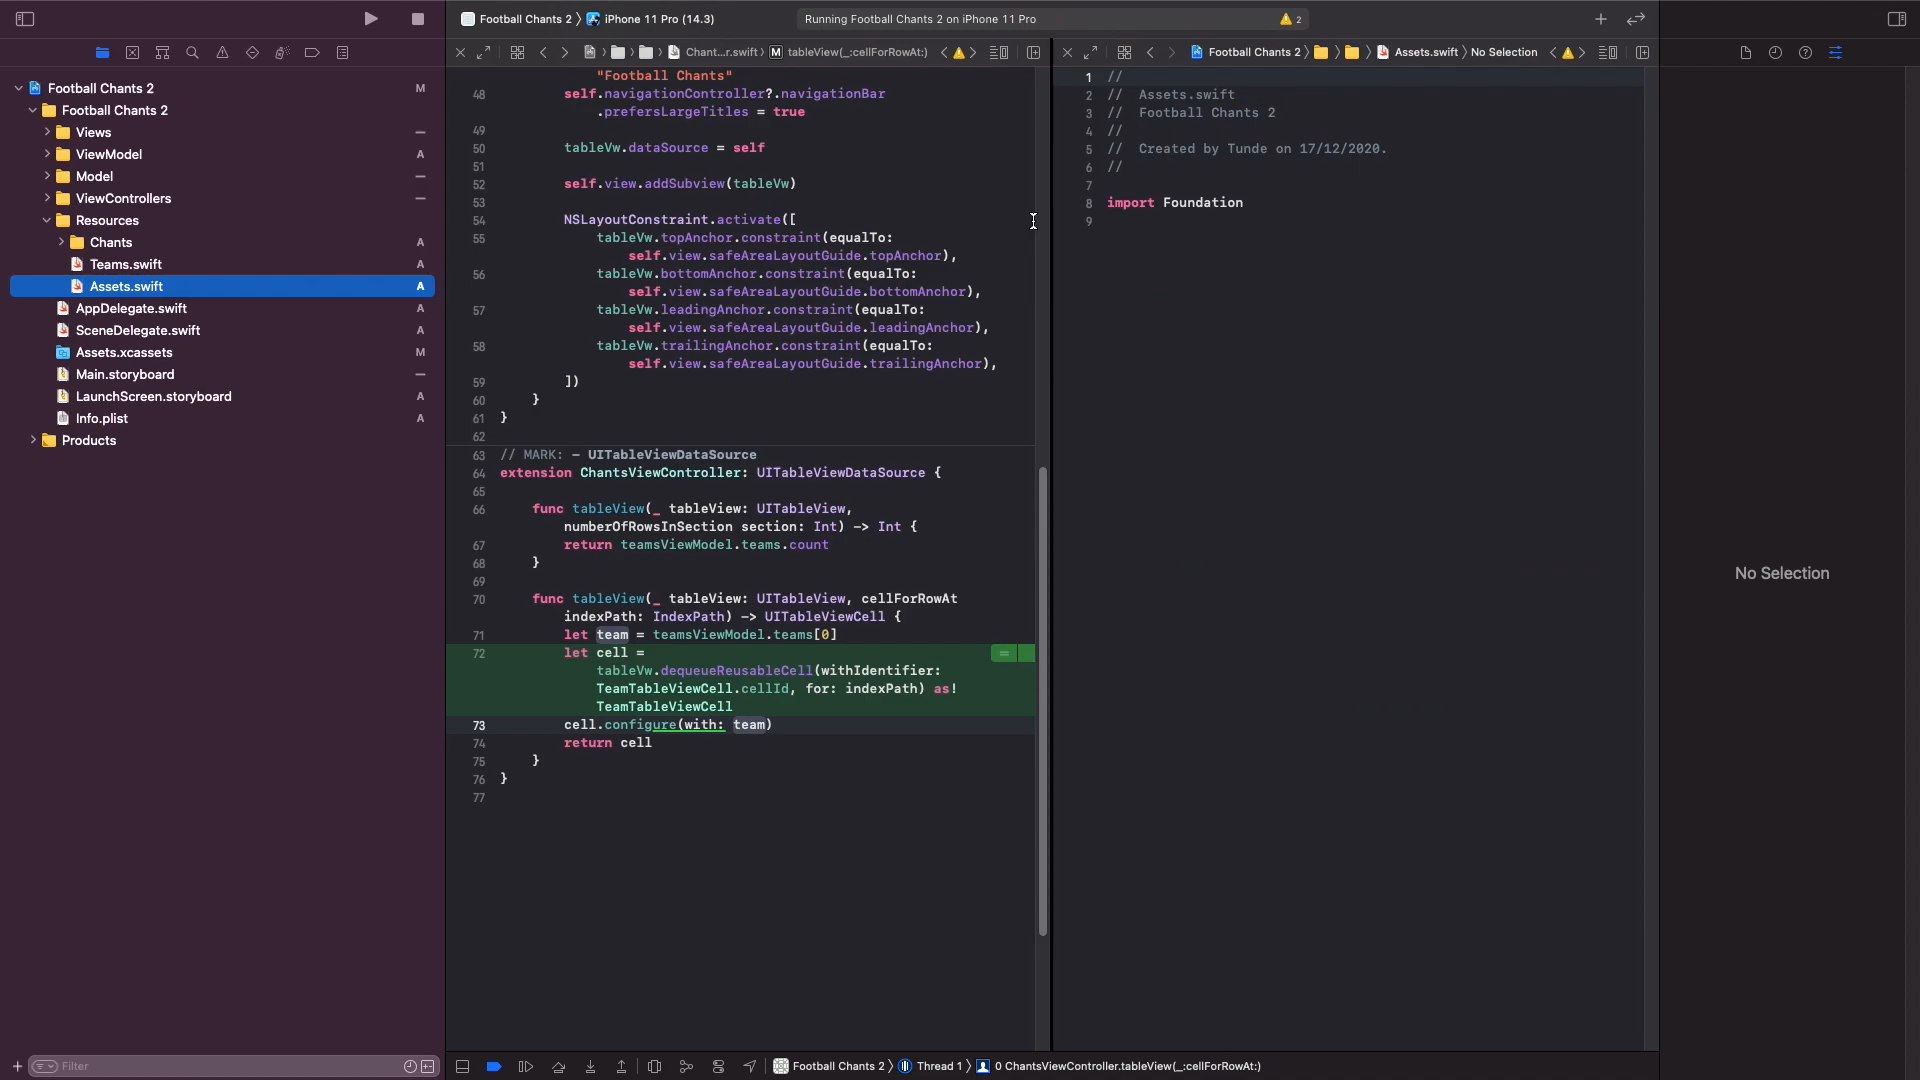 Football Chants 2 〉 iPhone 11 Pro (14.3)
Running Football Chants 2 on iPhone 11 Pro
2
Chant...r.swift 〉 M tableView(_:cellForRowAt:)
Football Chants 2 〉 〉 〉 Assets.swift 〉 No Selection
Football Chants 2 M
Football Chants 2
Views
ViewModel A
Model
ViewControllers
Resources
Chants A
Teams.swift A
Assets.swift A
AppDelegate.swift A
SceneDelegate.swift A
Assets.xcassets M
Main.storyboard
LaunchScreen.storyboard A
Info.plist A
Products
Filter
"Football Chants"
48 self.navigationController?.navigationBar
.prefersLargeTitles = true
49
50 tableVw.dataSource = self
51
52 self.view.addSubview(tableVw)
53
54 NSLayoutConstraint.activate([
55 tableVw.topAnchor.constraint(equalTo:
self.view.safeAreaLayoutGuide.topAnchor),
56 tableVw.bottomAnchor.constraint(equalTo:
self.view.safeAreaLayoutGuide.bottomAnchor),
57 tableVw.leadingAnchor.constraint(equalTo:
self.view.safeAreaLayoutGuide.leadingAnchor),
58 tableVw.trailingAnchor.constraint(equalTo:
self.view.safeAreaLayoutGuide.trailingAnchor),
59 ])
60 }
61 }
62
63 // MARK: – UITableViewDataSource
64 extension ChantsViewController: UITableViewDataSource {
65
66 func tableView(_ tableView: UITableView,
numberOfRowsInSection section: Int) -> Int {
67 return teamsViewModel.teams.count
68 }
69
70 func tableView(_ tableView: UITableView, cellForRowAt
indexPath: IndexPath) -> UITableViewCell {
71 let team = teamsViewModel.teams[0]
72 let cell =
tableVw.dequeueReusableCell(withIdentifier:
TeamTableViewCell.cellId, for: indexPath) as!
TeamTableViewCell
73 cell.configure(with: team)
74 return cell
75 }
76 }
77
1 //
2 // Assets.swift
3 // Football Chants 2
4 //
5 // Created by Tunde on 17/12/2020.
6 //
7
8 import Foundation
9
No Selection
Football Chants 2 〉 Thread 1 〉 0 ChantsViewController.tableView(_:cellForRowAt:)